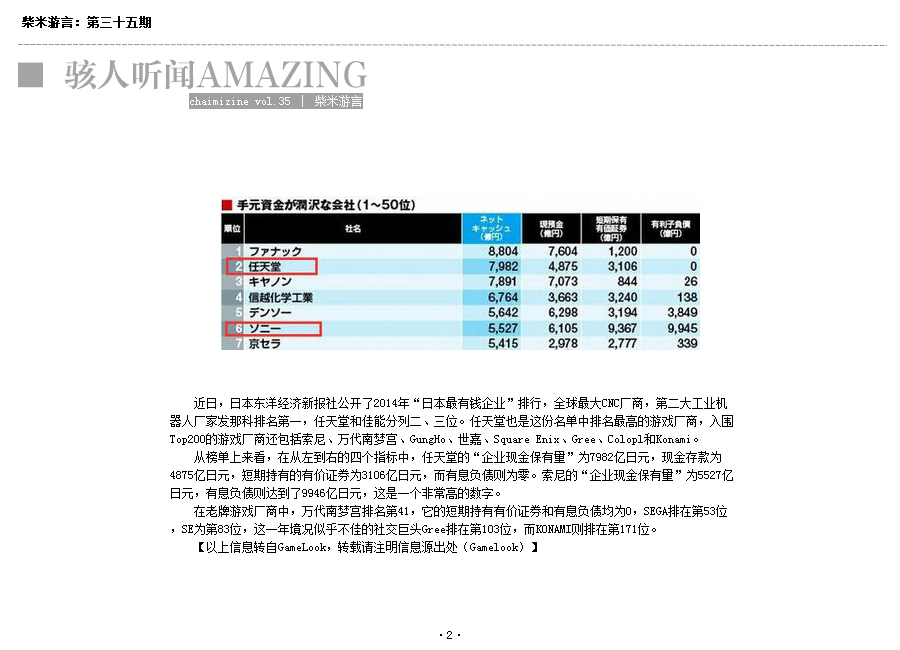 柴米游言：第三十五期
骇人听闻AMAZING
chaimizine vol.35 | 柴米游言
手元資金が潤沢な会社(1～50位)
順位 社名 ネットキャッシュ(億円) 現預金(億円) 短期保有有価証券(億円) 有利子負債(億円)
1 ファナック 8,804 7,604 1,200 0
2 任天堂 7,982 4,875 3,106 0
3 キヤノン 7,891 7,073 844 26
4 信越化学工業 6,764 3,663 3,240 138
5 デンソー 5,642 6,298 3,194 3,849
6 ソニー 5,527 6,105 9,367 9,945
7 京セラ 5,415 2,978 2,777 339
近日，日本东洋经济新报社公开了2014年“日本最有钱企业”排行，全球最大CNC厂商，第二大工业机
器人厂家发那科排名第一，任天堂和佳能分列二、三位。任天堂也是这份名单中排名最高的游戏厂商，入围
Top200的游戏厂商还包括索尼、万代南梦宫、GungHo、世嘉、Square Enix、Gree、Colopl和Konami。
从榜单上来看，在从左到右的四个指标中，任天堂的“企业现金保有量”为7982亿日元，现金存款为
4875亿日元，短期持有的有价证券为3106亿日元，而有息负债则为零。索尼的“企业现金保有量”为5527亿
日元，有息负债则达到了9946亿日元，这是一个非常高的数字。
在老牌游戏厂商中，万代南梦宫排名第41，它的短期持有有价证券和有息负债均为0，SEGA排在第53位
，SE为第83位，这一年境况似乎不佳的社交巨头Gree排在第103位，而KONAMI则排在第171位。
【以上信息转自GameLook，转载请注明信息源出处（Gamelook）】
·2·